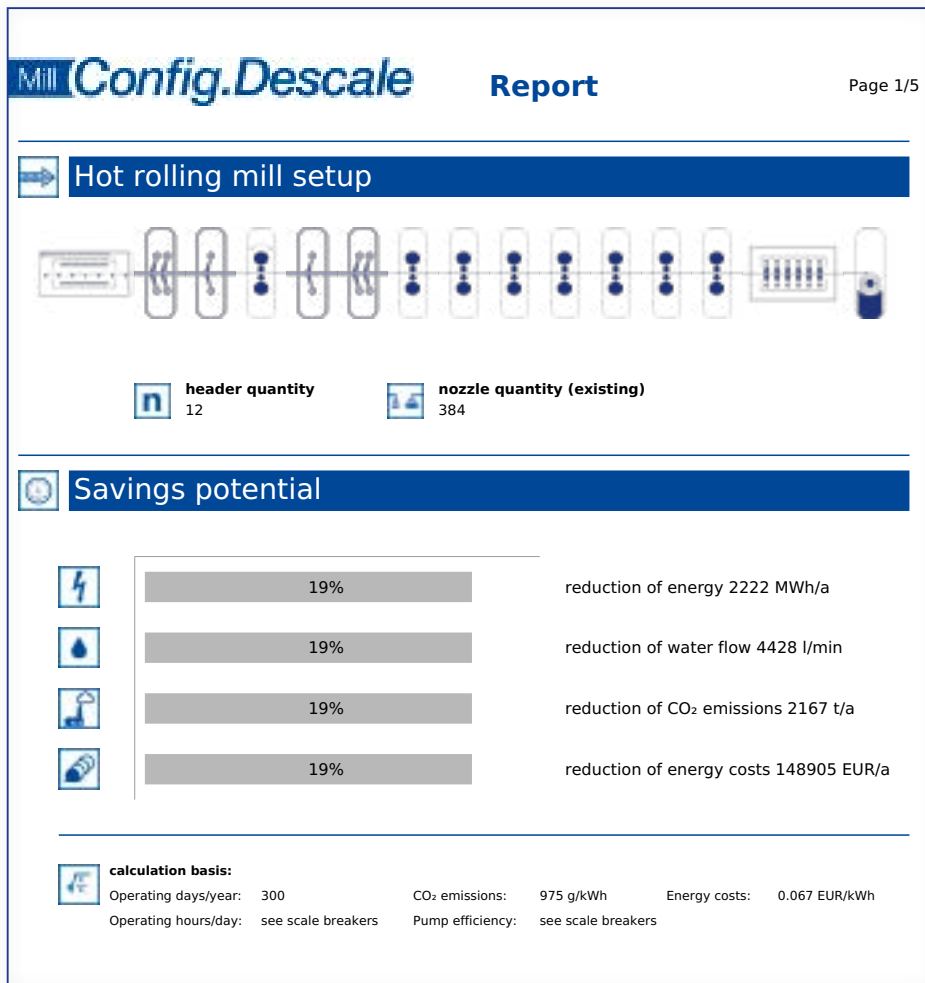 Mill Config.Descale Report Page 1/5
Hot rolling mill setup
n header quantity nozzle quantity (existing)
12 384
Savings potential
19% reduction of energy 2222 MWh/a
19% reduction of water flow 4428 l/min
19% reduction of CO₂ emissions 2167 t/a
19% reduction of energy costs 148905 EUR/a
calculation basis:
Operating days/year: 300 CO₂ emissions: 975 g/kWh Energy costs: 0.067 EUR/kWh
Operating hours/day: see scale breakers Pump efficiency: see scale breakers